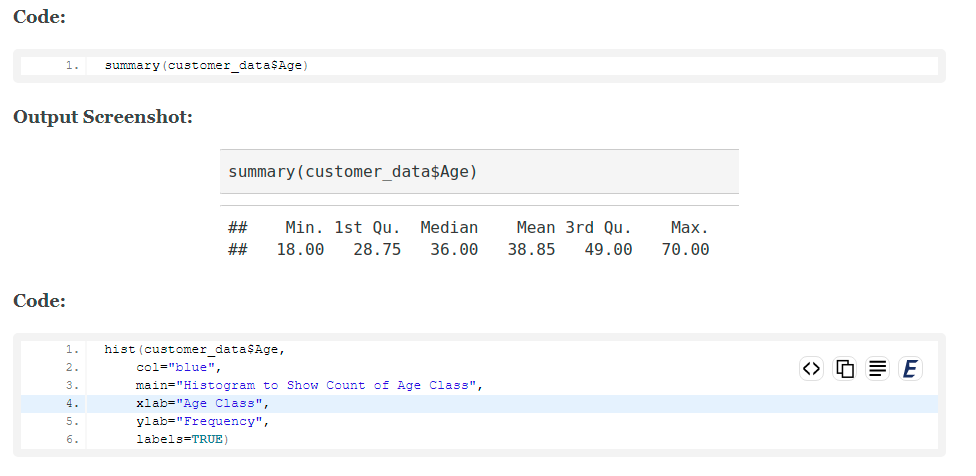 Code:
1. summary(customer_data$Age)
Output Screenshot:
summary(customer_data$Age)
## Min. 1st Qu. Median Mean 3rd Qu. Max.
## 18.00 28.75 36.00 38.85 49.00 70.00
Code:
1. hist(customer_data$Age,
2. col="blue",
3. main="Histogram to Show Count of Age Class",
4. xlab="Age Class",
5. ylab="Frequency",
6. labels=TRUE)
<> E